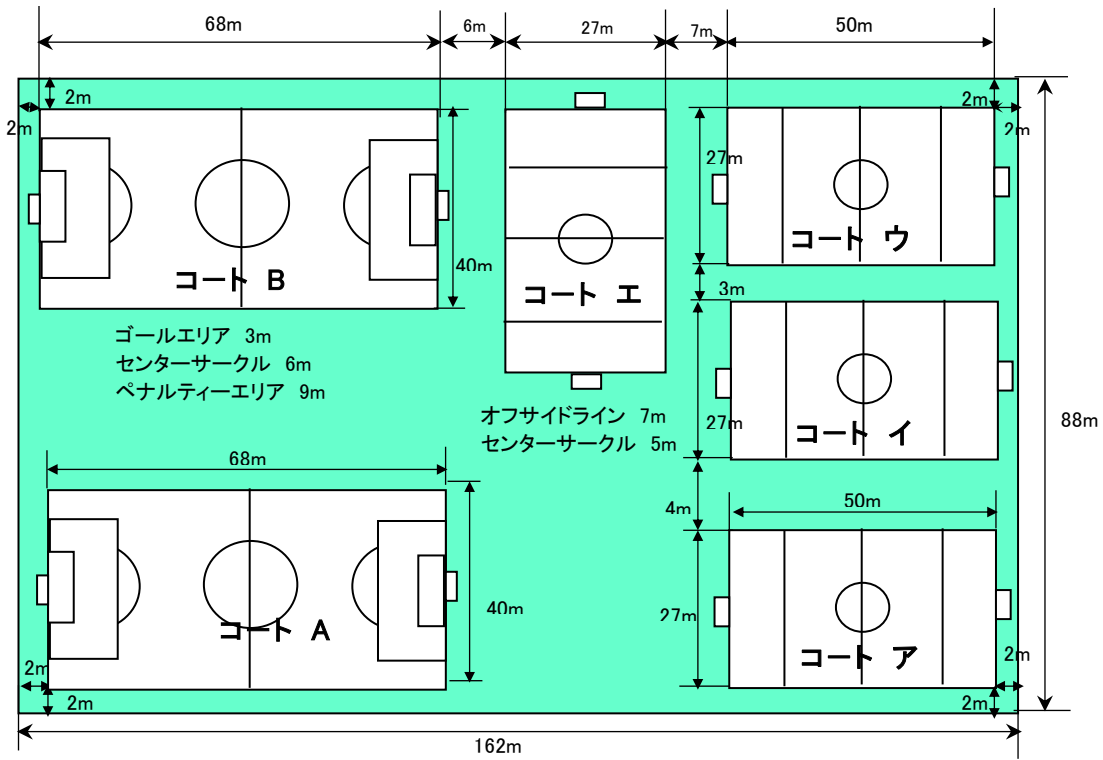 68m
6m
27m
7m
50m
2m
2m
2m
2m
27m
コート B
40m
コート エ
コート ウ
3m
ゴールエリア 3m
センターサークル 6m
ペナルティーエリア 9m
オフサイドライン 7m
センターサークル 5m
27m
コート イ
88m
68m
4m
50m
40m
27m
コート A
コート ア
2m
2m
2m
2m
162m